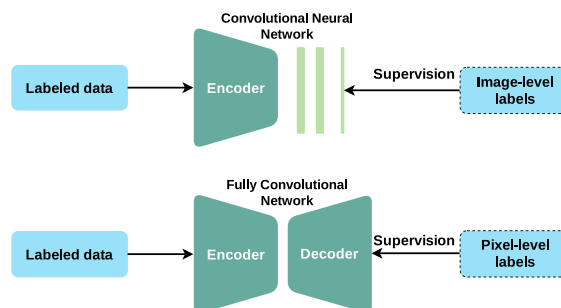 Convolutional Neural
Network
Labeled data
Encoder
Supervision
Image-level
labels
Fully Convolutional
Network
Labeled data
Encoder
Decoder
Supervision
Pixel-level
labels